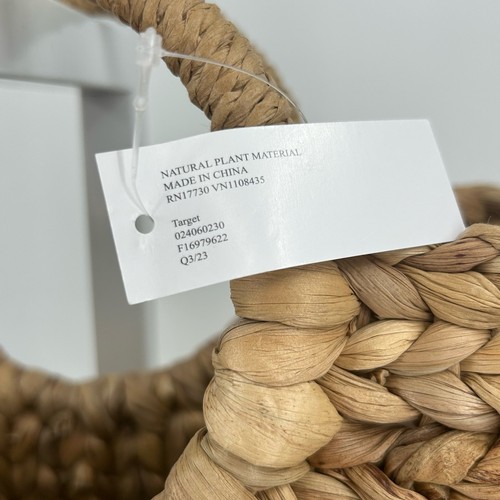 NATURAL PLANT MATERIAL
MADE IN CHINA
RN17730 VN1108435
Target
024060230
F16979622
Q3/23